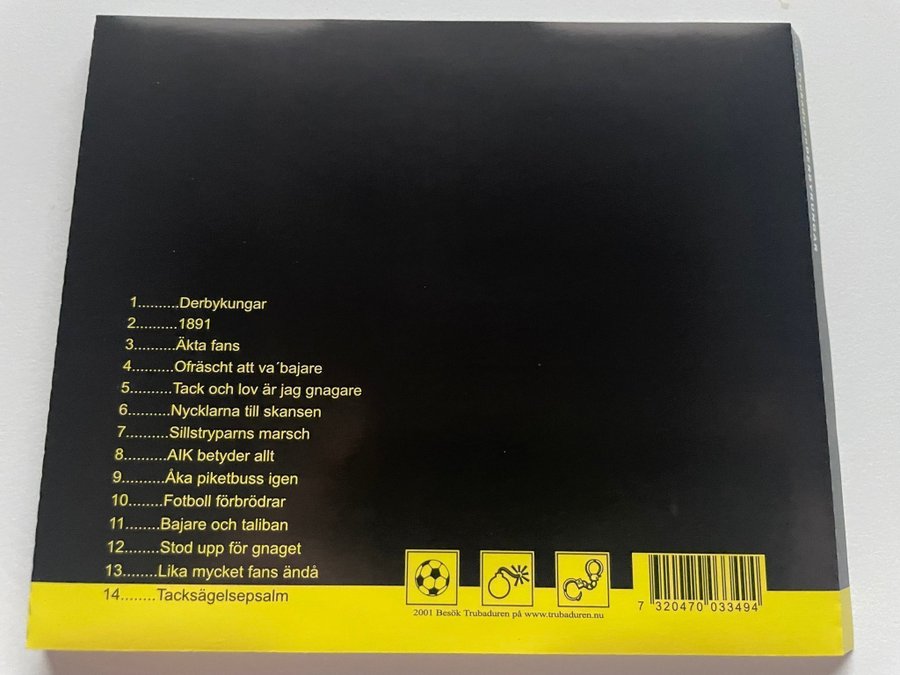 1..........Derbykungar
2..........1891
3..........Äkta fans
4..........Ofräscht att va´bajare
5..........Tack och lov är jag gnagare
6..........Nycklarna till skansen
7..........Sillstryparns marsch
8..........AIK betyder allt
9..........Åka piketbuss igen
10........Fotboll förbrödrar
11........Bajare och taliban
12........Stod upp för gnaget
13........Lika mycket fans ändå
14........Tacksägelsepsalm
2001 Besök Trubaduren på www.trubaduren.nu
7 320470 033494